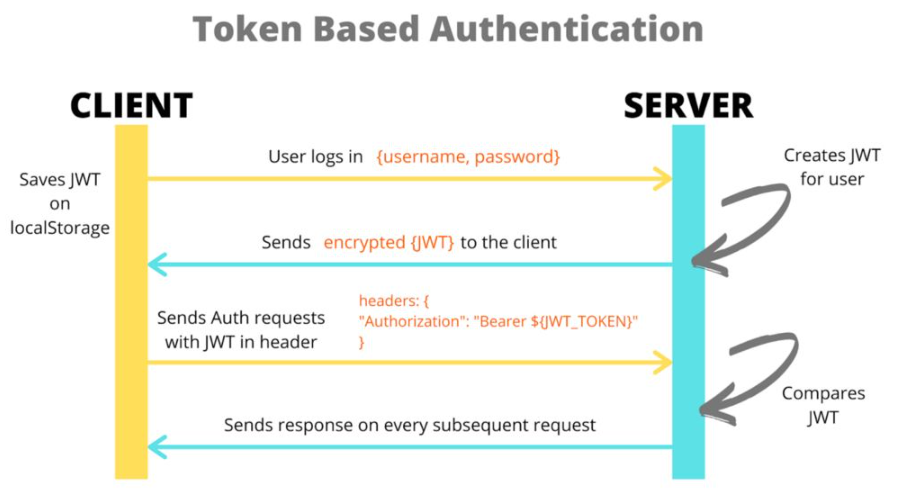 Token Based Authentication
CLIENT
SERVER
User logs in {username, password}
Creates JWT
for user
Saves JWT
on
localStorage
Sends encrypted {JWT} to the client
headers: {
"Authorization": "Bearer ${JWT_TOKEN}"
}
Sends Auth requests
with JWT in header
Compares
JWT
Sends response on every subsequent request